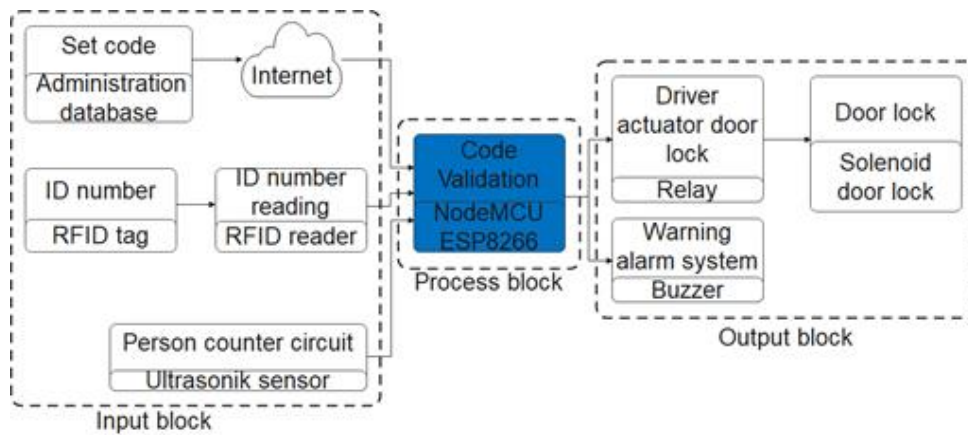 Set code
Administration
database
Internet
ID number
RFID tag
ID number
reading
RFID reader
Person counter circuit
Ultrasonik sensor
Input block
Code
Validation
NodeMCU
ESP8266
Process block
Driver
actuator door
lock
Relay
Door lock
Solenoid
door lock
Warning
alarm system
Buzzer
Output block